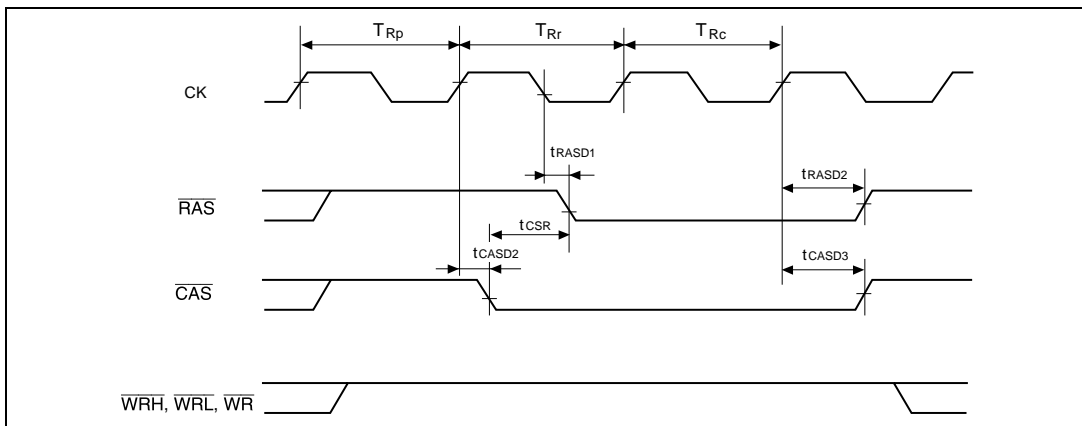 TRp TRr TRc
CK
tRASD1
tRASD2
RAS
tCSR
tCASD2
tCASD3
CAS
WRH, WRL, WR